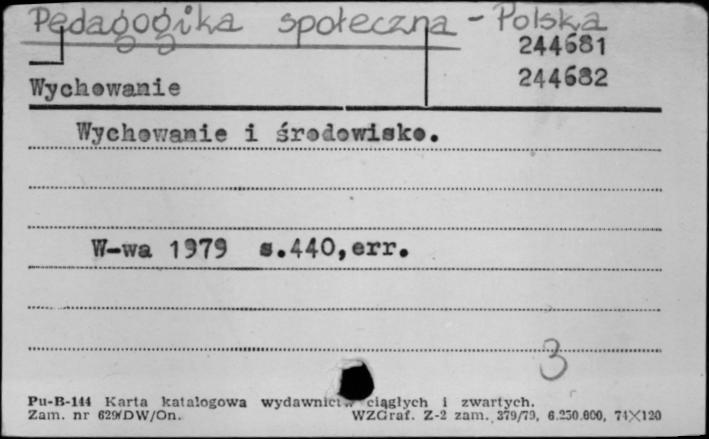 Pedagogika społeczna - Polska
244681
244682
Wychowanie
Wychowanie i środowisko.
W-wa 1979 s.440,err.
3
Pu-B-144 Karta katalogowa wydawnictw ciągłych i zwartych.
Zam. nr 629/DW/On. WZGraf. Z-2 zam. 379/79, 6.250.000, 74X120